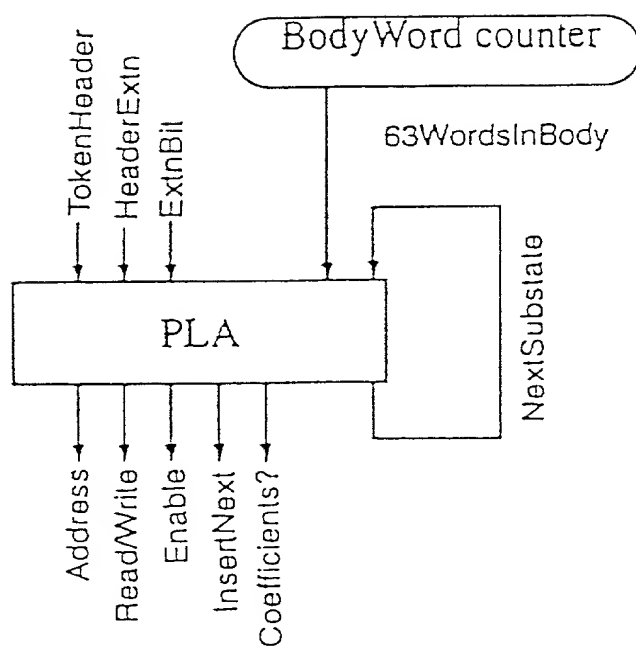 BodyWord counter
63WordsInBody
TokenHeader
HeaderExtn
ExtnBit
NextSubstate
PLA
Address
Read/Write
Enable
InsertNext
Coefficients?